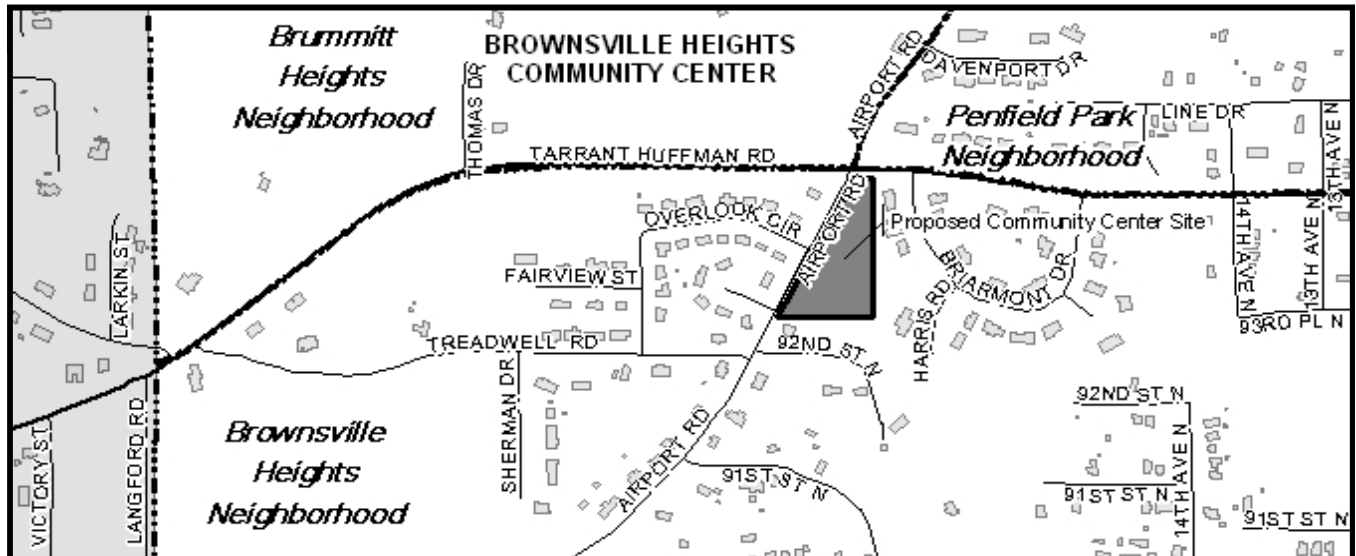 Brummitt
Heights
Neighborhood
BROWNSVILLE HEIGHTS
COMMUNITY CENTER
THOMAS DR
AIRPORT RD
DAVENPORT DR
Penfield Park
Neighborhood
LINE DR
13TH AVE N
TARRANT HUFFMAN RD
OVERLOOK CIR
AIRPORT RD
Proposed Community Center Site
14TH AVE N
13TH AVE N
LARKIN ST
FAIRVIEW ST
BRIARMONT DR
HARRIS RD
93RD PL N
TREADWELL RD
92ND ST N
SHERMAN DR
92ND ST N
Brownsville
Heights
Neighborhood
VICTORY ST
LANGFORD RD
AIRPORT RD
91ST ST N
14TH AVE N
91ST ST N
91ST ST N